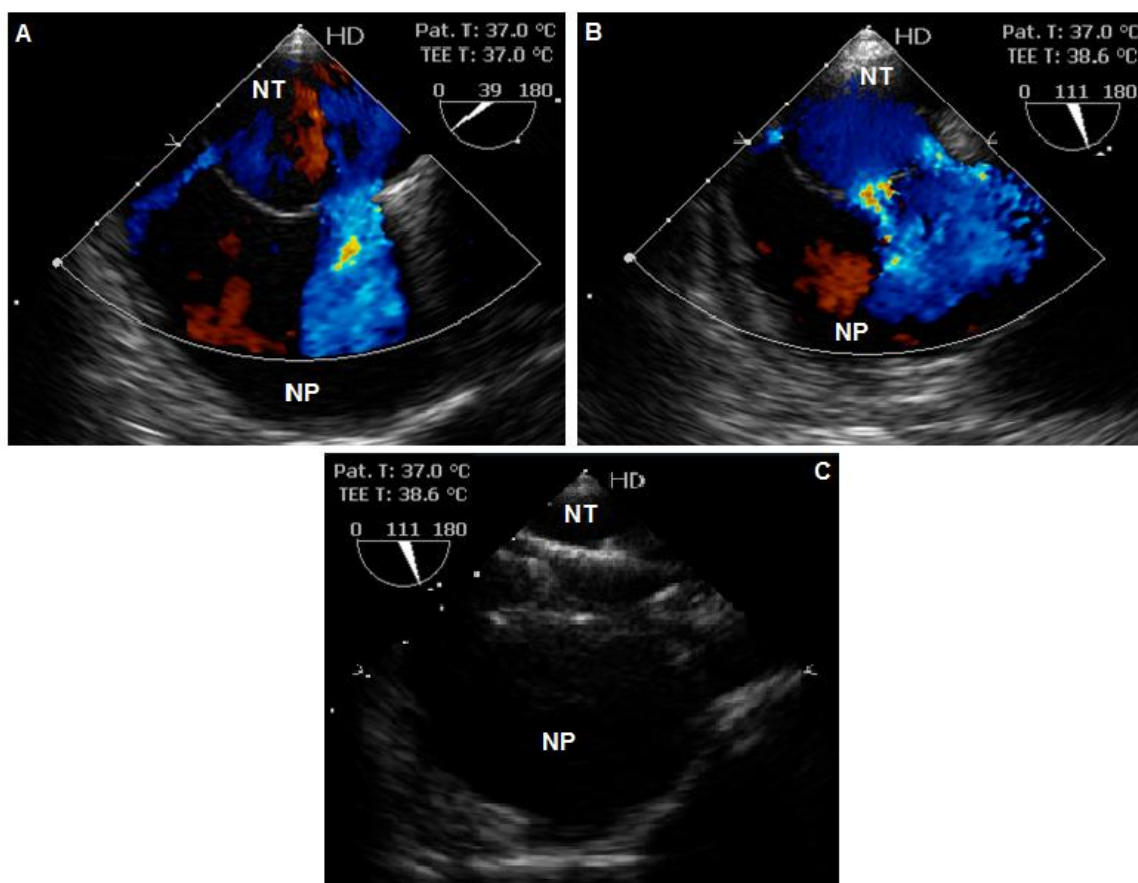 A
HD
Pat. T: 37.0 °C
TEE T: 37.0 °C
0 39 180
NT
NP
B
HD
Pat. T: 37.0 °C
TEE T: 38.6 °C
0 111 180
NT
NP
Pat. T: 37.0 °C
TEE T: 38.6 °C
0 111 180
HD
C
NT
NP